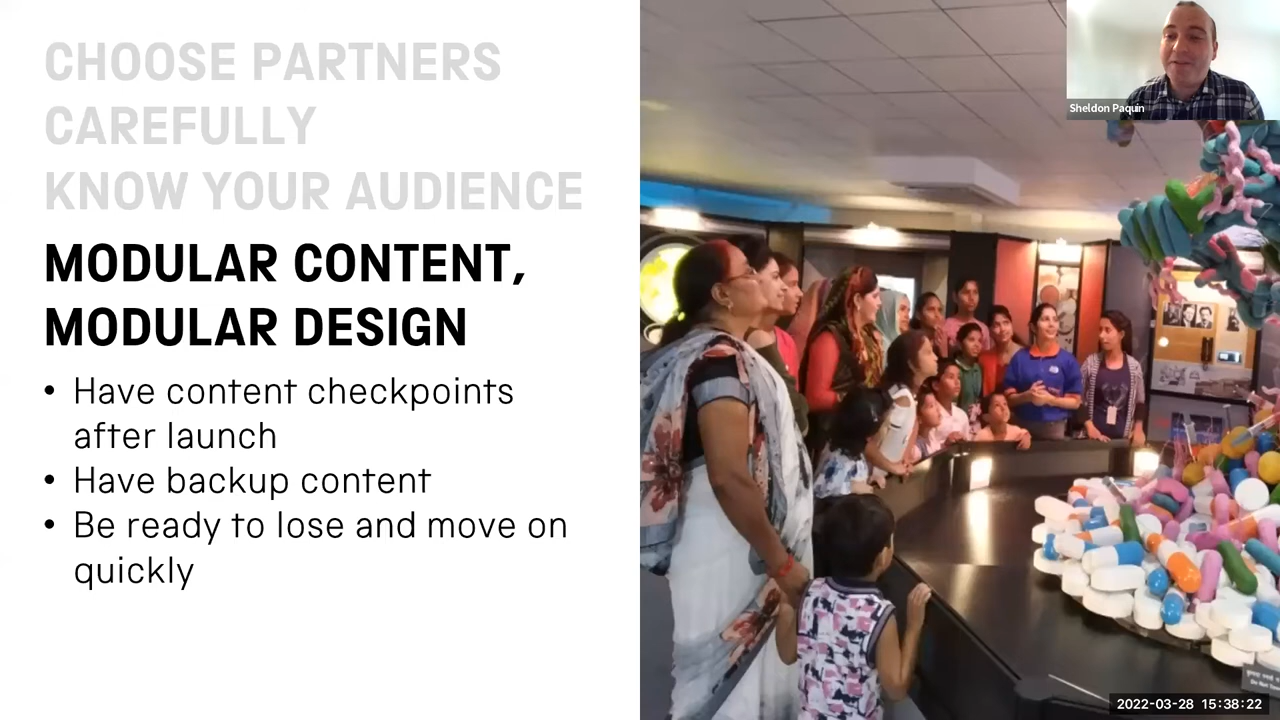 CHOOSE PARTNERS
CAREFULLY
KNOW YOUR AUDIENCE
MODULAR CONTENT,
MODULAR DESIGN
• Have content checkpoints
after launch
• Have backup content
• Be ready to lose and move on
quickly
Sheldon Paquin
2022-03-28 15:38:22